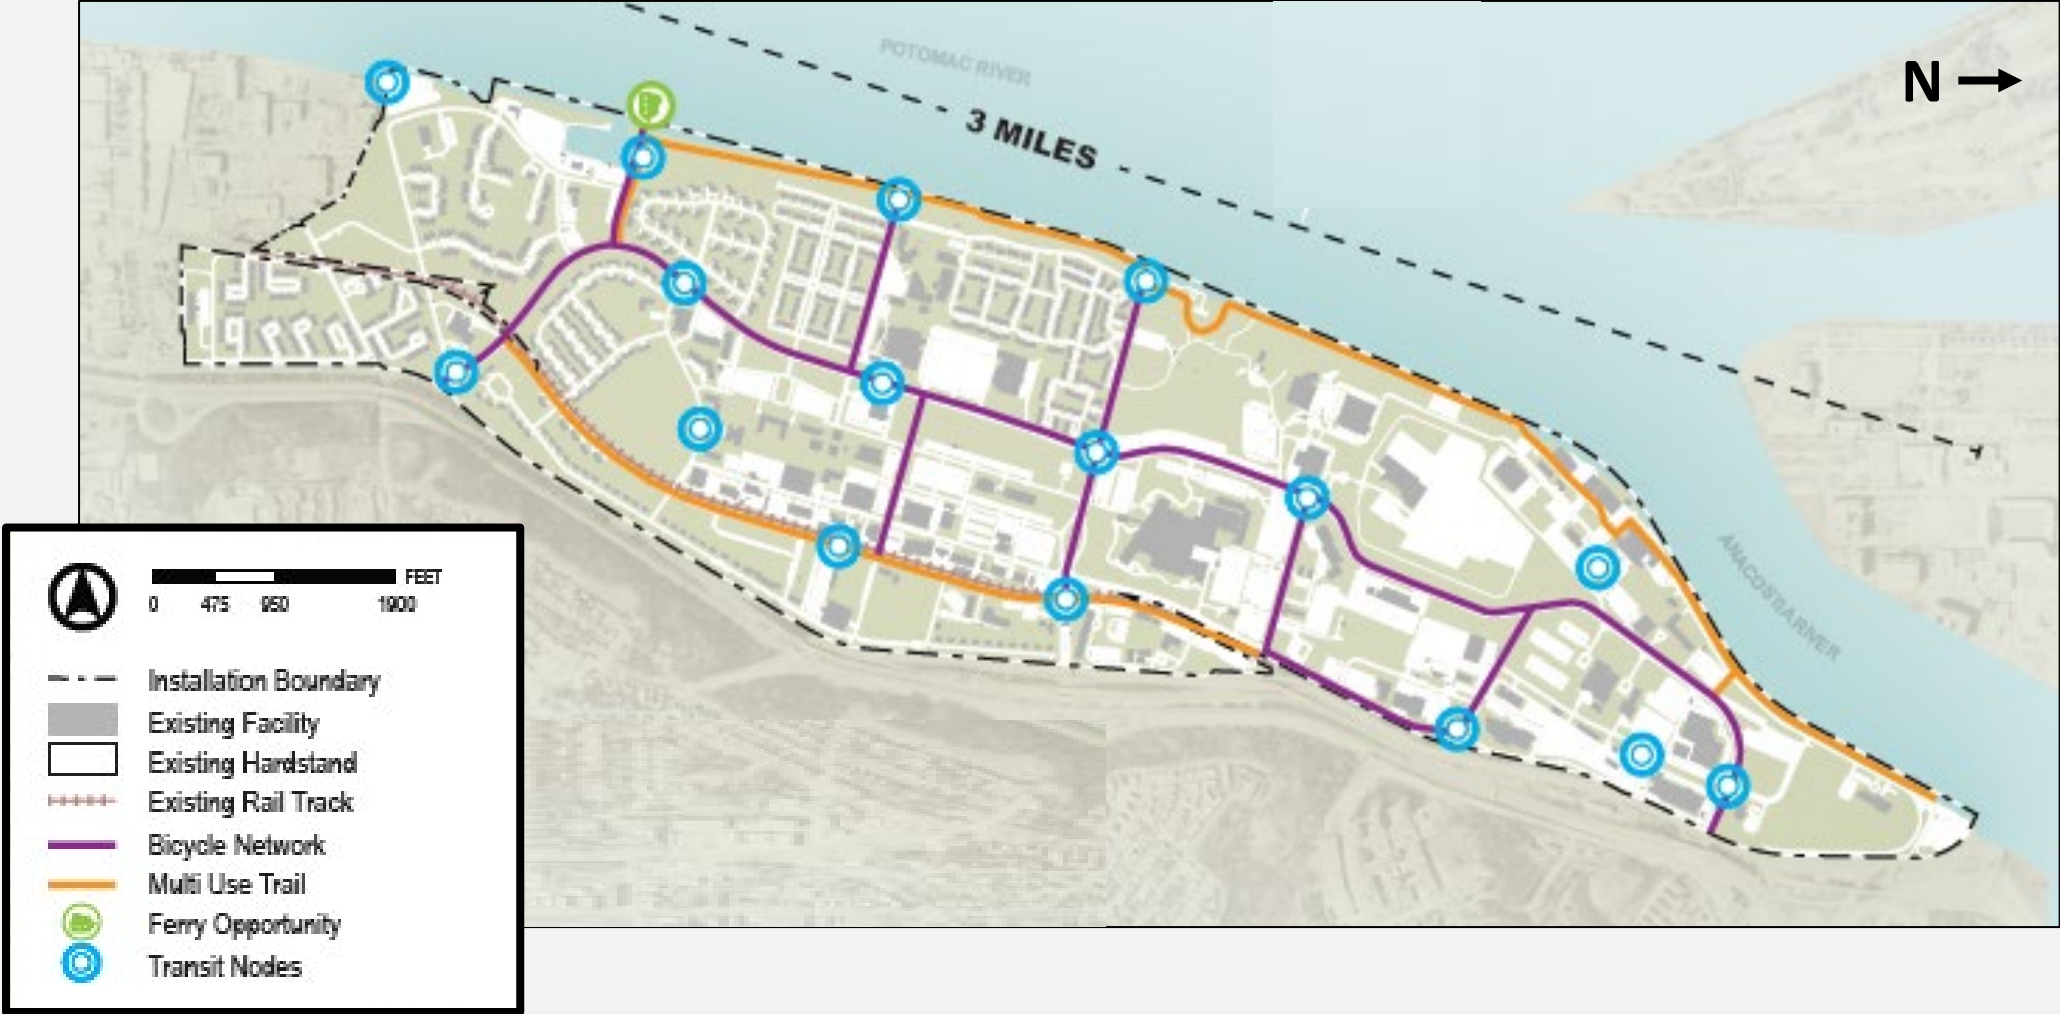 POTOMAC RIVER
N
3 MILES
ANACOSTIA RIVER
FEET
0 475 950 1900
Installation Boundary
Existing Facility
Existing Hardstand
Existing Rail Track
Bicycle Network
Multi Use Trail
Ferry Opportunity
Transit Nodes